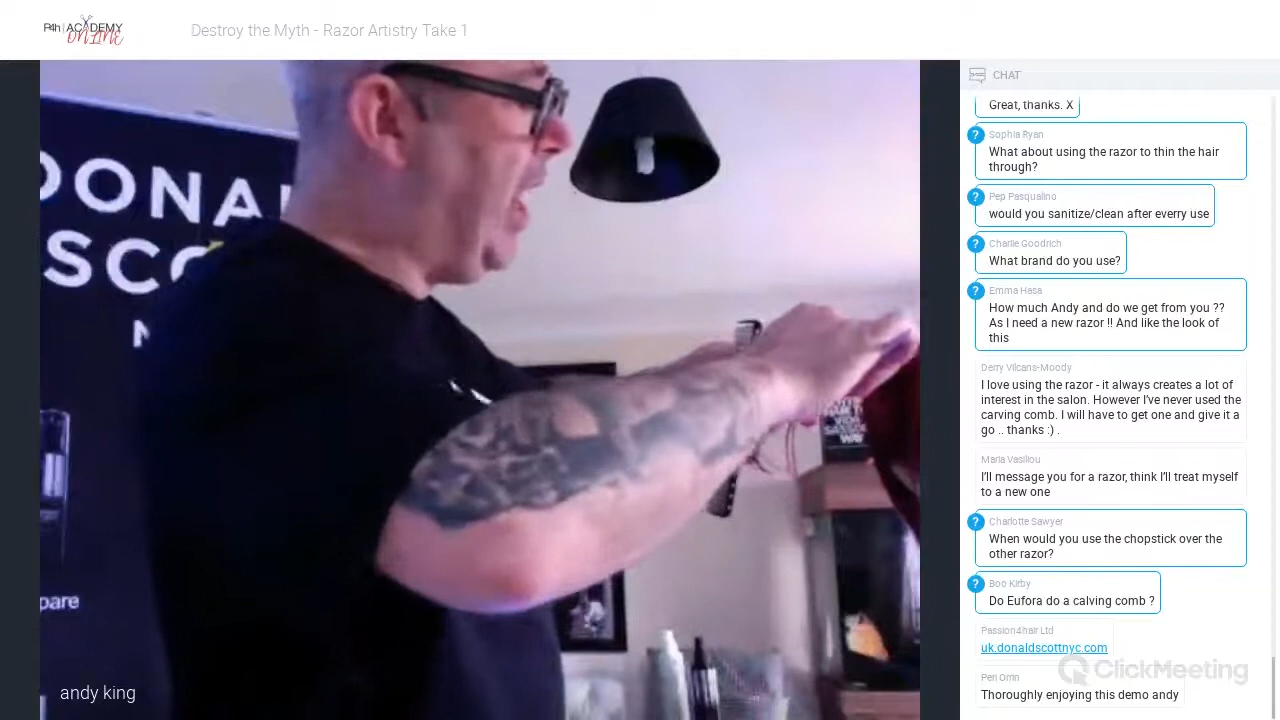 P4h ACADEMY
ONLINE
Destroy the Myth - Razor Artistry Take 1
DONAL
SCO
pare
andy king
CHAT
Great, thanks. X
Sophia Ryan
What about using the razor to thin the hair
through?
Pep Pasqualino
would you sanitize/clean after everry use
Charlie Goodrich
What brand do you use?
Emma Hasa
How much Andy and do we get from you ??
As I need a new razor !! And like the look of
this
Derry Vilcans-Moody
I love using the razor - it always creates a lot of
interest in the salon. However I've never used the
carving comb. I will have to get one and give it a
go .. thanks :) .
Maria Vasiliou
I'll message you for a razor, think I'll treat myself
to a new one
Charlotte Sawyer
When would you use the chopstick over the
other razor?
Boo Kirby
Do Eufora do a calving comb ?
Passion4hair Ltd
uk.donaldscottnyc.com
ClickMeeting
Peri Omn
Thoroughly enjoying this demo andy